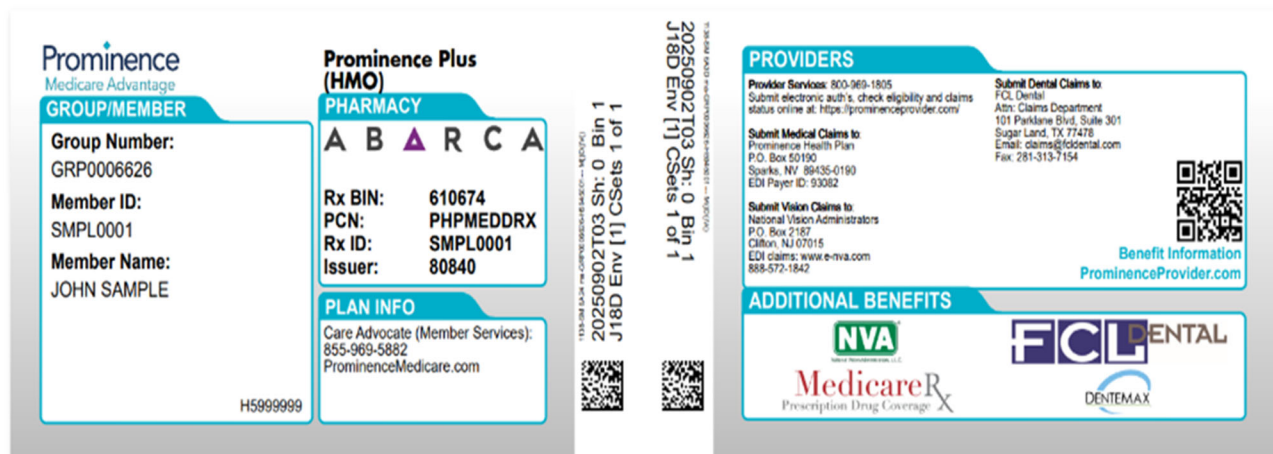 Prominence
Medicare Advantage
Prominence Plus
(HMO)
GROUP/MEMBER
Group Number:
GRP0006626
Member ID:
SMPL0001
Member Name:
JOHN SAMPLE
H5999999
PHARMACY
ABARCA
Rx BIN: 610674
PCN: PHPMEDDRX
Rx ID: SMPL0001
Issuer: 80840
PLAN INFO
Care Advocate (Member Services):
855-969-5882
ProminenceMedicare.com
20250902T03 Sh: 0 Bin 1
J18D Env [1] CSets 1 of 1
20250902T03 Sh: 0 Bin 1
J18D Env [1] CSets 1 of 1
PROVIDERS
Provider Services: 800-969-1805
Submit electronic auth's, check eligibility and claims
status online at: https://prominenceprovider.com/
Submit Medical Claims to:
Prominence Health Plan
P.O. Box 50190
Sparks, NV 89435-0190
EDI Payer ID: 93082
Submit Vision Claims to:
National Vision Administrators
P.O. Box 2187
Clifton, NJ 07015
EDI claims: www.e-nva.com
888-572-1842
Submit Dental Claims to:
FCL Dental
Attn: Claims Department
101 Parklane Blvd, Suite 301
Sugar Land, TX 77478
Email: claims@fcldental.com
Fax: 281-313-7154
Benefit Information
ProminenceProvider.com
ADDITIONAL BENEFITS
NVA
FCL DENTAL
MedicareRx
Prescription Drug Coverage
DENTEMAX